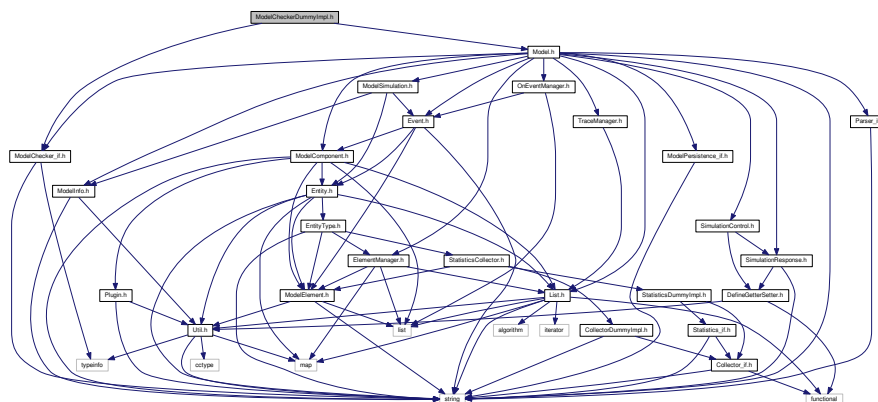 ModelCheckerDummyImpl.h
Model.h
ModelSimulation.h
OnEventManager.h
Event.h
TraceManager.h
Parser_i
ModelChecker_if.h
ModelComponent.h
ModelPersistence_if.h
ModelInfo.h
Entity.h
EntityType.h
SimulationControl.h
ElementManager.h
StatisticsCollector.h
SimulationResponse.h
Plugin.h
ModelElement.h
List.h
StatisticsDummyImpl.h
DefineGetterSetter.h
Util.h
list
algorithm
iterator
CollectorDummyImpl.h
Statistics_if.h
typeinfo
cctype
map
Collector_if.h
string
functional